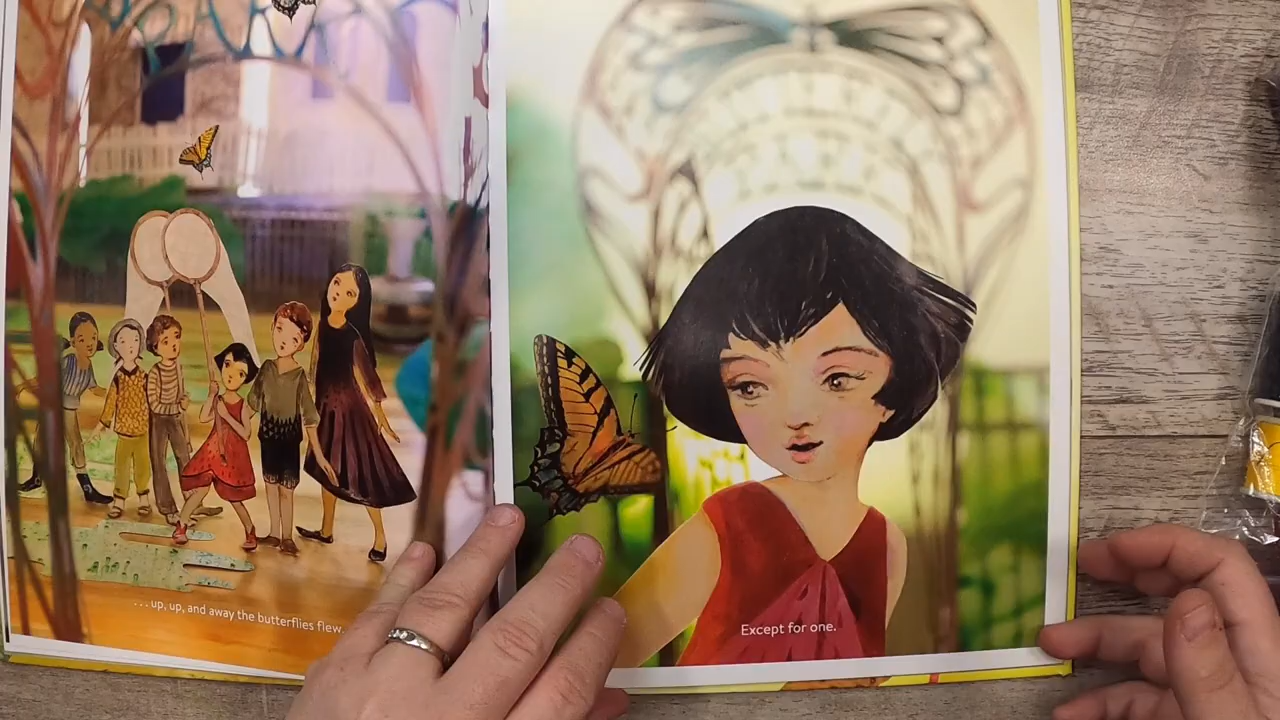 ...up, up, and away the butterflies flew.
Except for one.